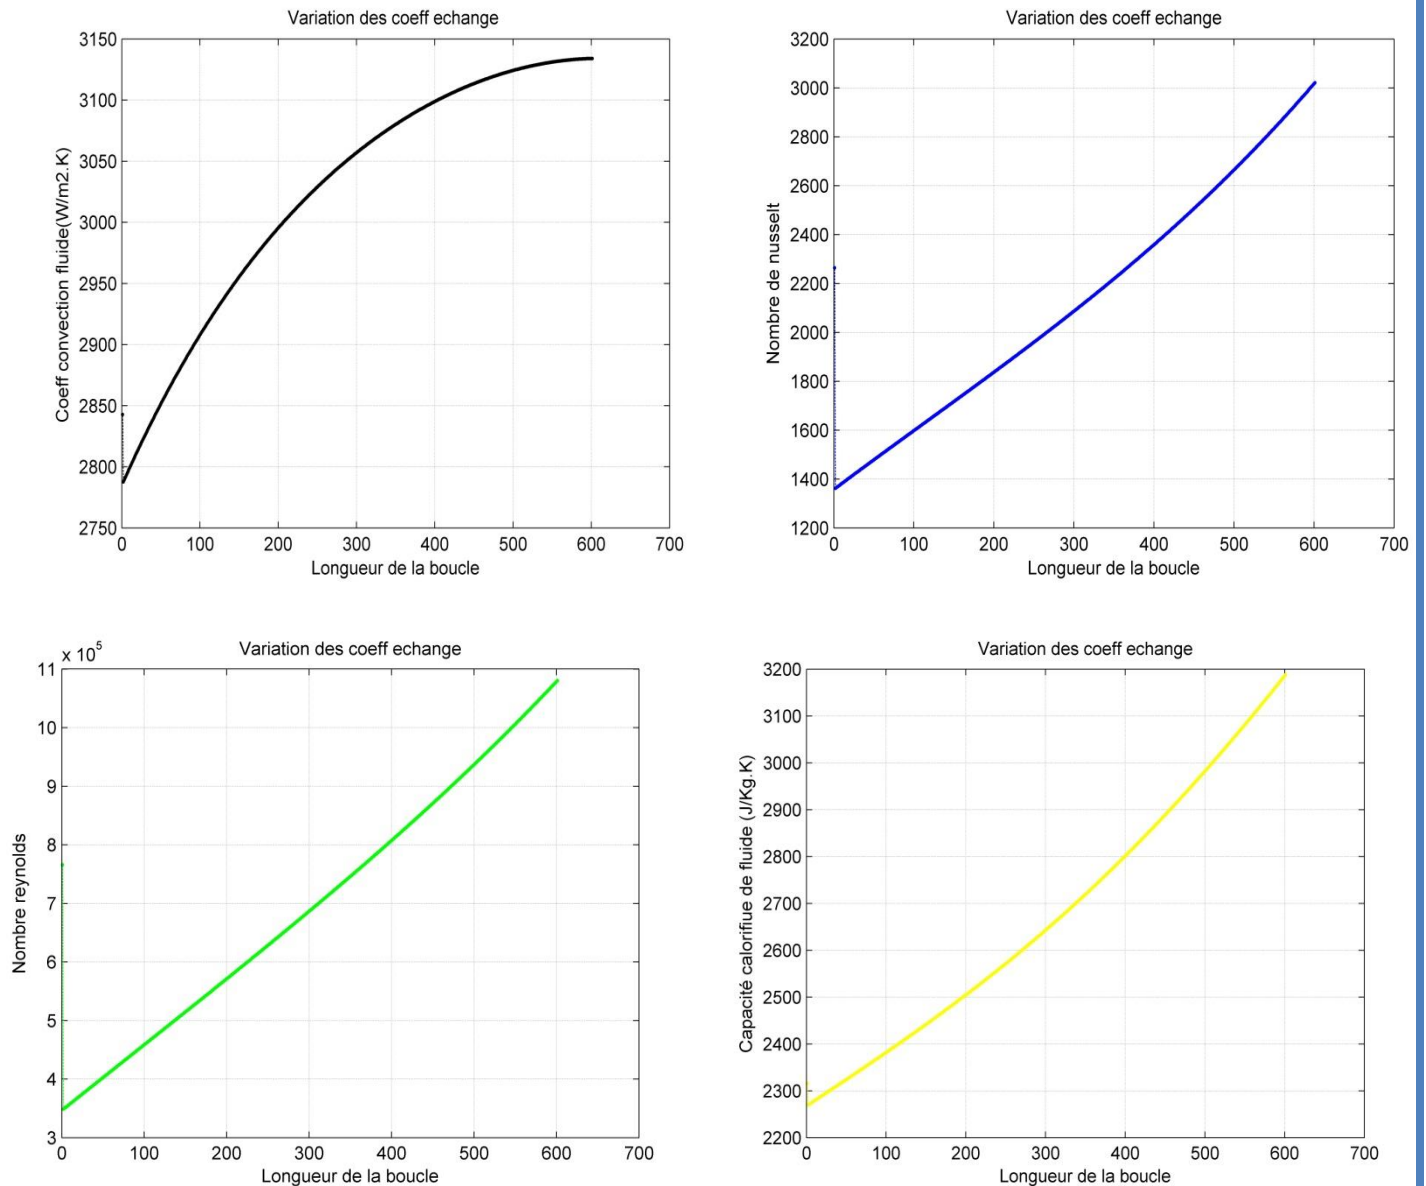 Variation des coeff echange
3150
3100
3050
3000
2950
2900
2850
2800
2750
Coeff convection fluide(W/m2.K)
0 100 200 300 400 500 600 700
Longueur de la boucle
Variation des coeff echange
3200
3000
2800
2600
2400
2200
2000
1800
1600
1400
1200
Nombre de nusselt
0 100 200 300 400 500 600 700
Longueur de la boucle
Variation des coeff echange
x 10^5
11
10
9
8
7
6
5
4
3
Nombre reynolds
0 100 200 300 400 500 600 700
Longueur de la boucle
Variation des coeff echange
3200
3100
3000
2900
2800
2700
2600
2500
2400
2300
2200
Capacité calorifiue de fluide (J/Kg.K)
0 100 200 300 400 500 600 700
Longueur de la boucle